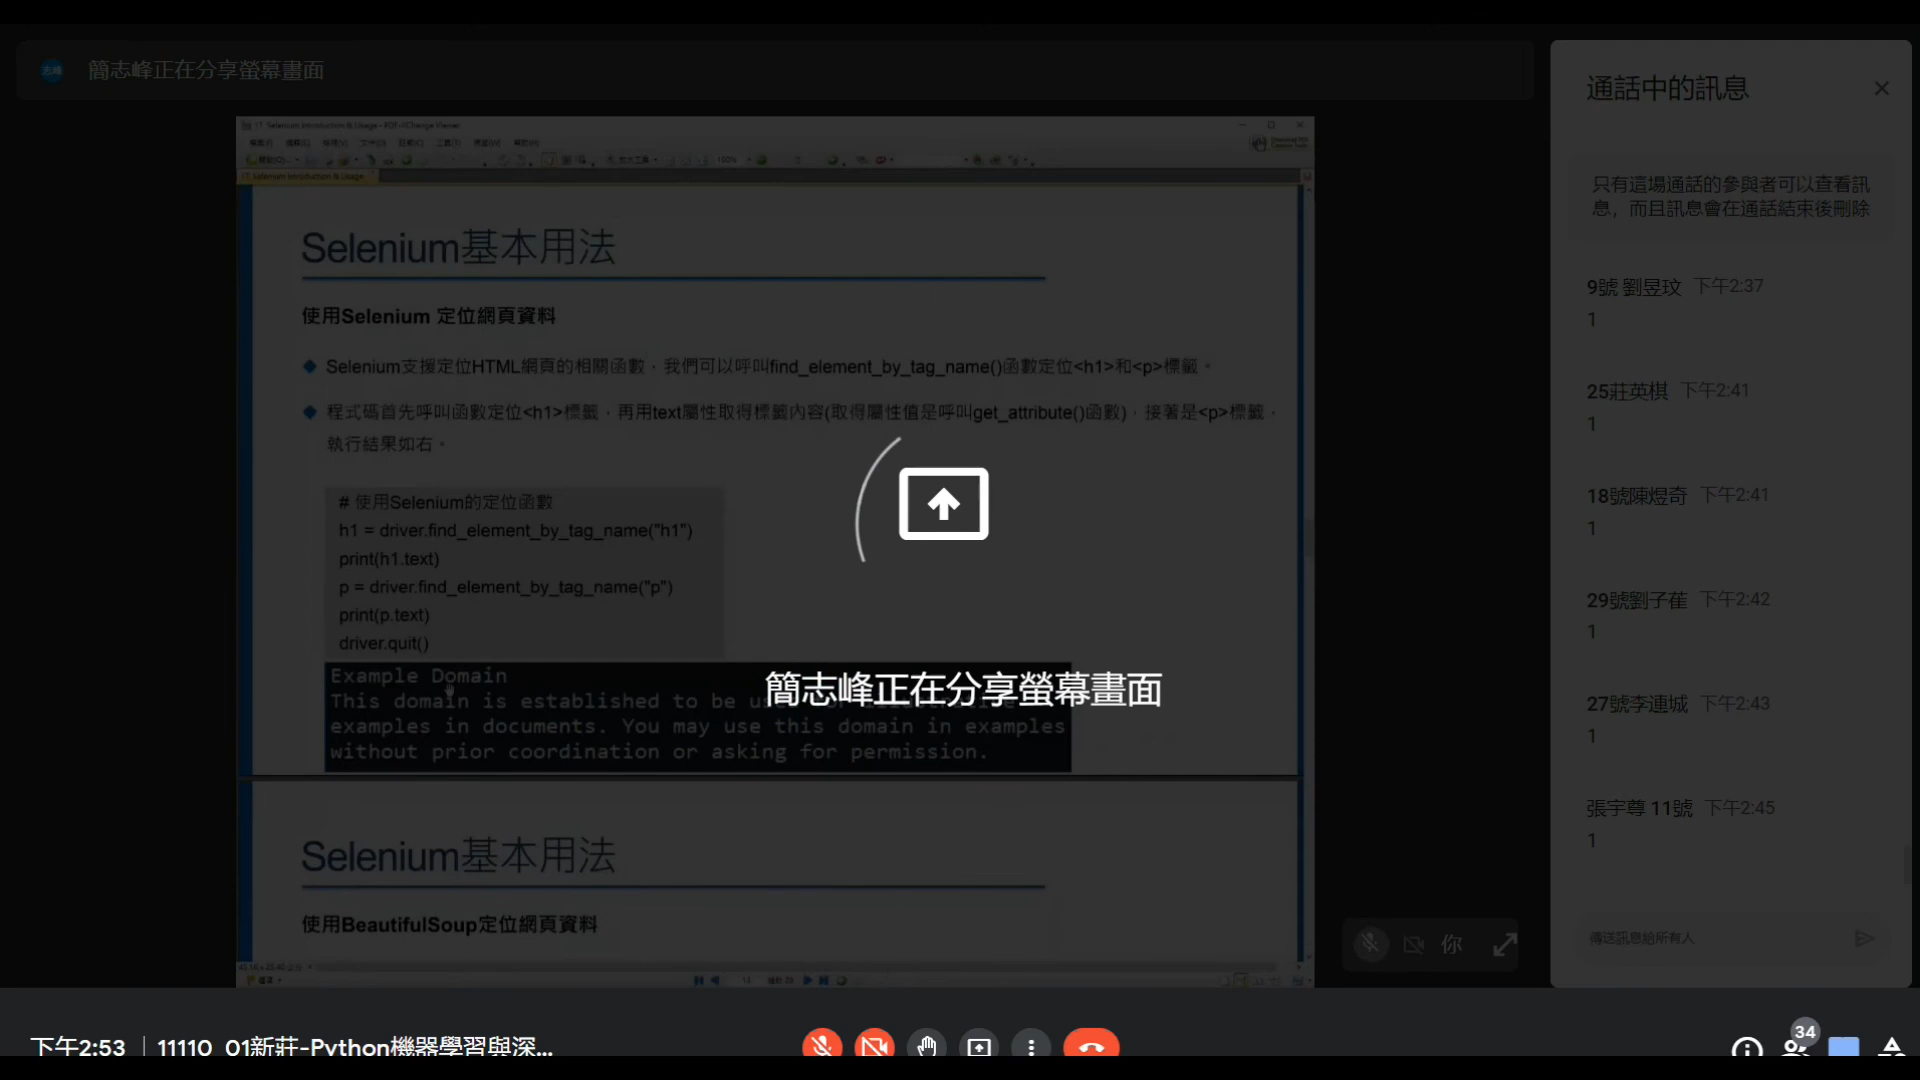 志峰
簡志峰正在分享螢幕畫面
Selenium Introduction & Usage - PDF-XChange Viewer
100%
Selenium Introduction & Usage
Selenium基本用法
使用Selenium 定位網頁資料
Selenium支援定位HTML網頁的相關函數，我們可以呼叫find_element_by_tag_name()函數定位<h1>和<p>標籤。
程式碼首先呼叫函數定位<h1>標籤，再用text屬性取得標籤內容(取得屬性值是呼叫get_attribute()函數)，接著是<p>標籤，
執行結果如右。
# 使用Selenium的定位函數
h1 = driver.find_element_by_tag_name("h1")
print(h1.text)
p = driver.find_element_by_tag_name("p")
print(p.text)
driver.quit()
Example Domain
This domain is established to be
examples in documents. You may use this domain in examples
without prior coordination or asking for permission.
簡志峰正在分享螢幕畫面
Selenium基本用法
使用BeautifulSoup定位網頁資料
你
通話中的訊息
只有這場通話的參與者可以查看訊
息，而且訊息會在通話結束後刪除
9號 劉昱玟 下午2:37
1
25莊英棋 下午2:41
1
18號陳煜奇 下午2:41
1
29號劉子萑 下午2:42
1
27號李連城 下午2:43
1
張宇尊 11號 下午2:45
1
傳送訊息給所有人
下午2:53
11110_01新莊-Python機器學習與深...
34